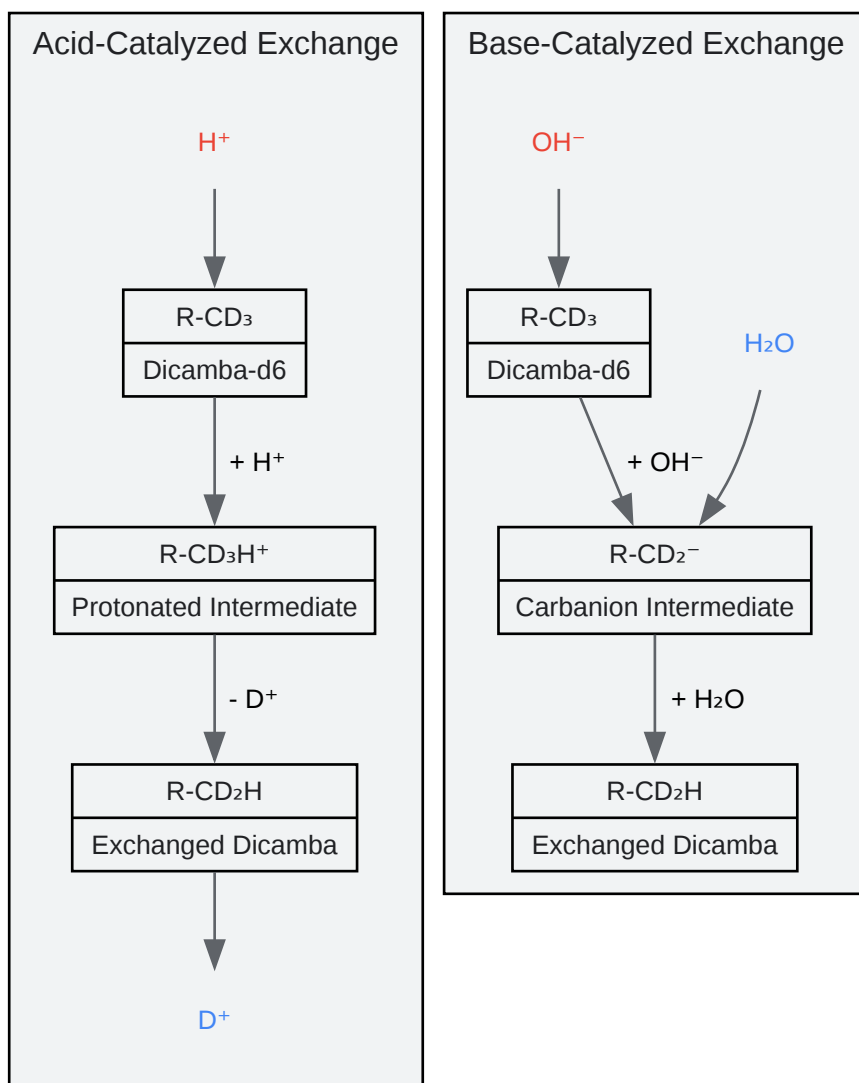 Acid-Catalyzed Exchange
H⁺
R-CD₃
Dicamba-d6
+ H⁺
R-CD₃H⁺
Protonated Intermediate
- D⁺
R-CD₂H
Exchanged Dicamba
D⁺
Base-Catalyzed Exchange
OH⁻
R-CD₃
Dicamba-d6
H₂O
+ OH⁻
R-CD₂⁻
Carbanion Intermediate
+ H₂O
R-CD₂H
Exchanged Dicamba